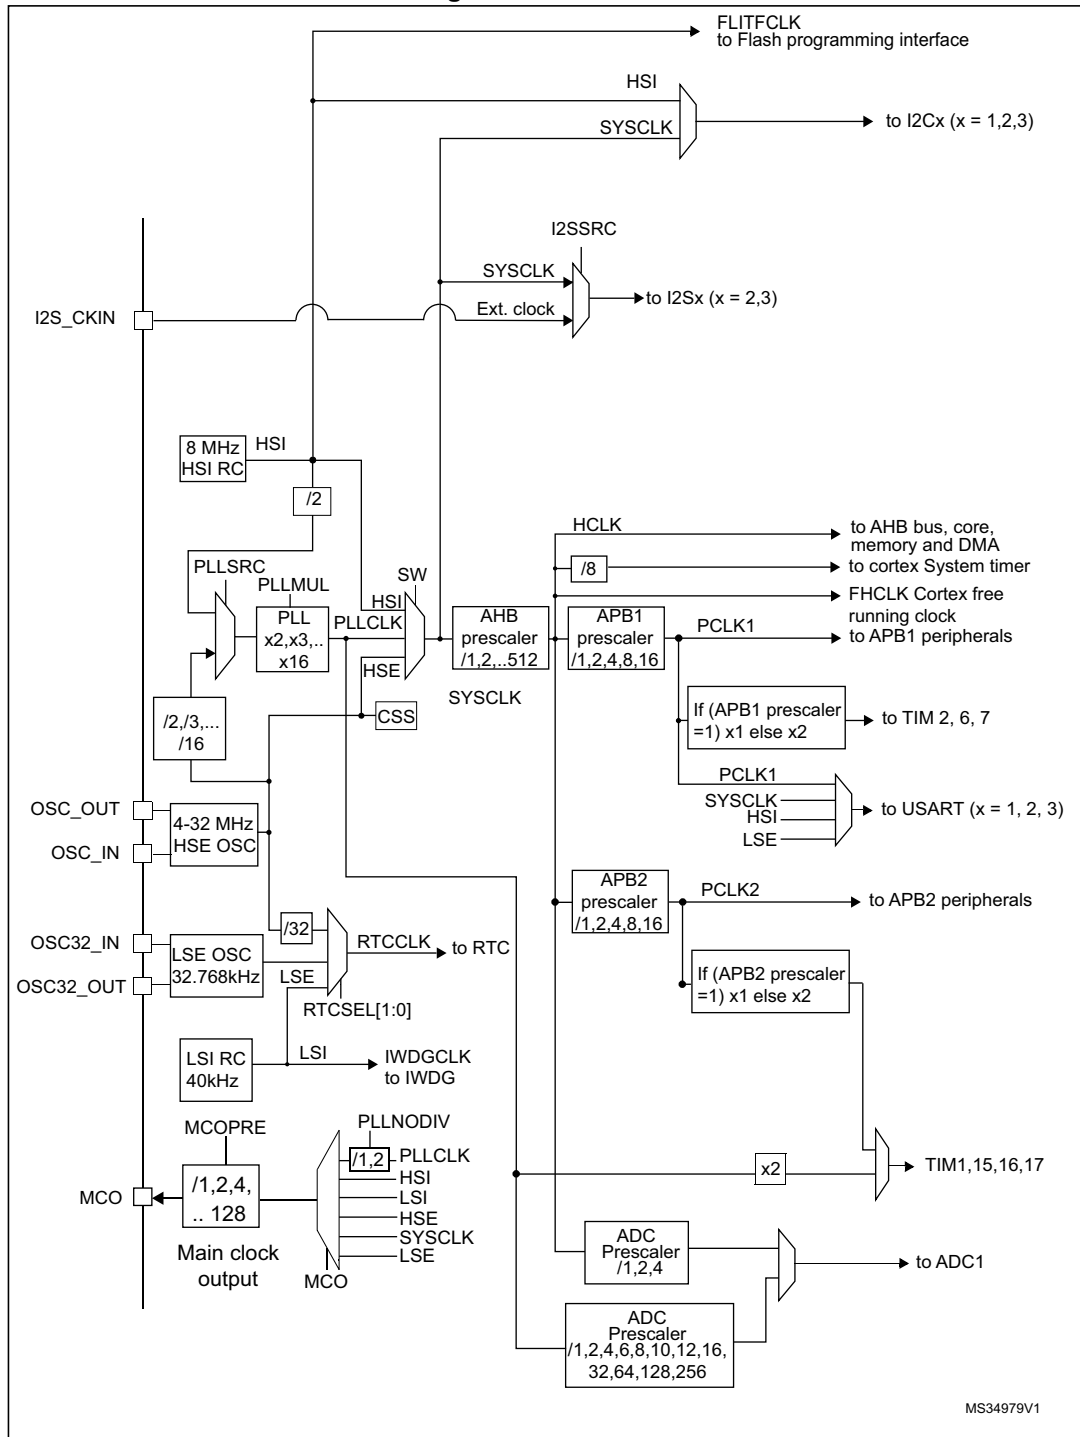 FLITFCLK
to Flash programming interface
HSI
SYSCLK
to I2Cx (x = 1,2,3)
I2SSRC
SYSCLK
to I2Sx (x = 2,3)
Ext. clock
I2S_CKIN
8 MHz
HSI RC
HSI
/2
HCLK
to AHB bus, core,
memory and DMA
/8
to cortex System timer
FHCLK Cortex free
running clock
PLLSRC
PLLMUL
PLL
x2,x3,..
x16
SW
HSI
PLLCLK
HSE
AHB
prescaler
/1,2,..512
SYSCLK
APB1
prescaler
/1,2,4,8,16
PCLK1
to APB1 peripherals
/2,/3,...
/16
CSS
If (APB1 prescaler
=1) x1 else x2
to TIM 2, 6, 7
PCLK1
SYSCLK
HSI
LSE
to USART (x = 1, 2, 3)
OSC_OUT
OSC_IN
4-32 MHz
HSE OSC
APB2
prescaler
/1,2,4,8,16
PCLK2
to APB2 peripherals
/32
OSC32_IN
OSC32_OUT
LSE OSC
32.768kHz
LSE
RTCCLK
to RTC
RTCSEL[1:0]
If (APB2 prescaler
=1) x1 else x2
LSI RC
40kHz
LSI
IWDGCLK
to IWDG
MCOPRE
PLLNODIV
/1,2
PLLCLK
HSI
LSI
HSE
SYSCLK
LSE
MCO
/1,2,4,
.. 128
Main clock
output
MCO
x2
TIM1,15,16,17
ADC
Prescaler
/1,2,4
to ADC1
ADC
Prescaler
/1,2,4,6,8,10,12,16,
32,64,128,256
MS34979V1